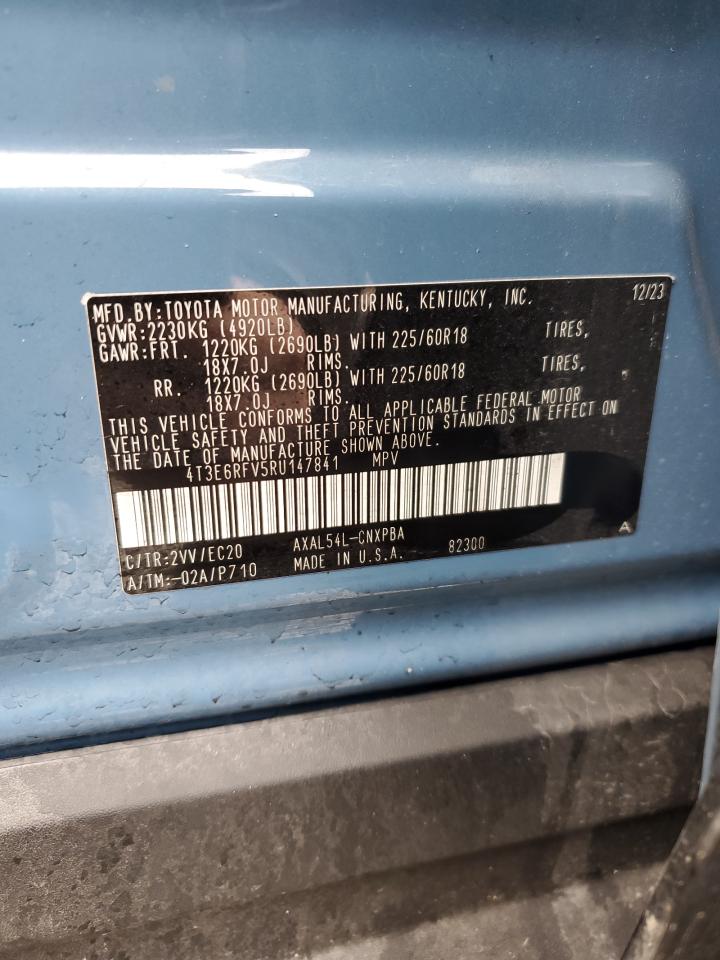 MFD.BY:TOYOTA MOTOR MANUFACTURING, KENTUCKY, INC. 12/23
GVWR:2230KG (4920LB)
GAWR:FRT. 1220KG (2690LB) WITH 225/60R18 TIRES,
18X7.0J RIMS.
RR. 1220KG (2690LB) WITH 225/60R18 TIRES,
18X7.0J RIMS.
THIS VEHICLE CONFORMS TO ALL APPLICABLE FEDERAL MOTOR
VEHICLE SAFETY AND THEFT PREVENTION STANDARDS IN EFFECT ON
THE DATE OF MANUFACTURE SHOWN ABOVE.
4T3E6RFV5RU147841 MPV
C/TR:2VV/EC20 AXAL54L-CNXPBA A
A/TM:-02A/P710 MADE IN U.S.A. 82300